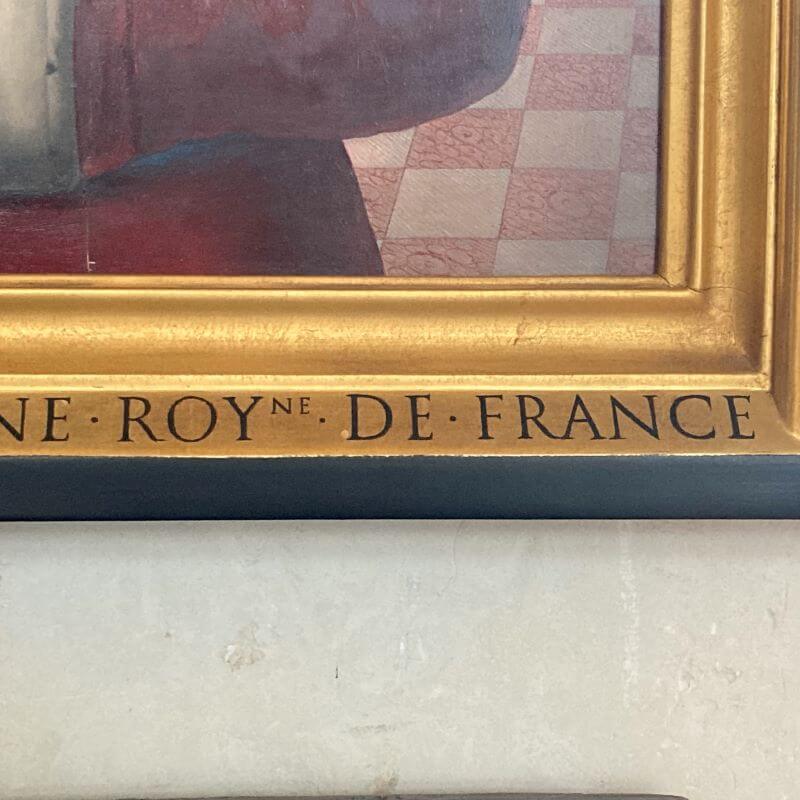 NE · ROYᴺᴱ · DE · FRANCE